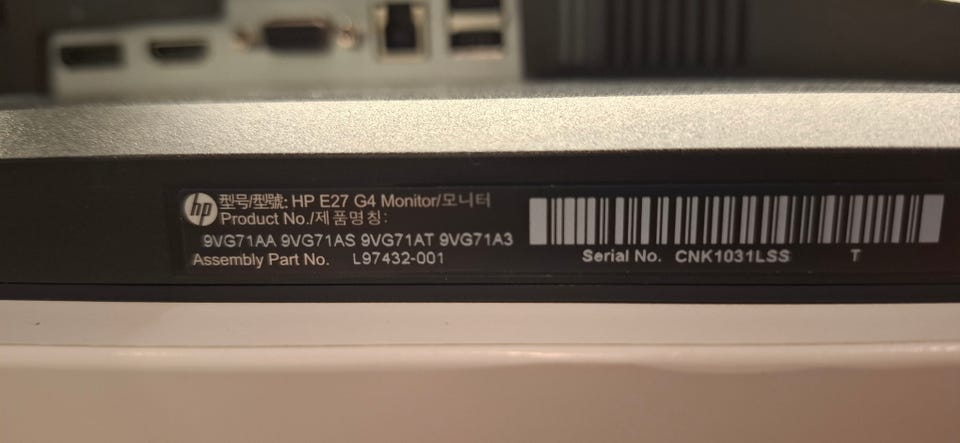 hp
型号/型號: HP E27 G4 Monitor/모니터
Product No./제품명칭:
9VG71AA 9VG71AS 9VG71AT 9VG71A3
Assembly Part No. L97432-001
Serial No. CNK1031LSS T